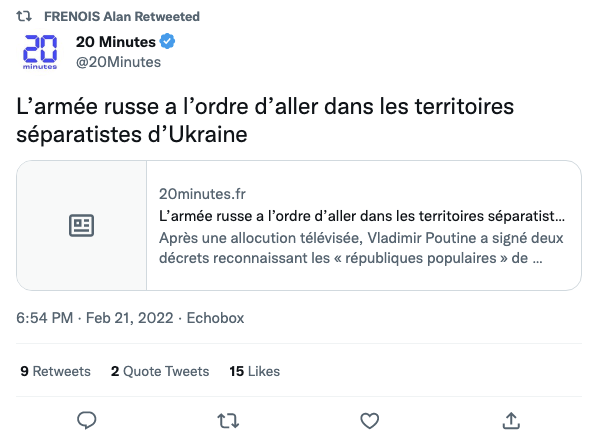 FRENOIS Alan Retweeted
20 Minutes
@20Minutes
20
minutes
L’armée russe a l’ordre d’aller dans les territoires
séparatistes d’Ukraine
20minutes.fr
L’armée russe a l’ordre d’aller dans les territoires séparatist…
Après une allocution télévisée, Vladimir Poutine a signé deux
décrets reconnaissant les « républiques populaires » de ...
6:54 PM · Feb 21, 2022 · Echobox
9 Retweets 2 Quote Tweets 15 Likes